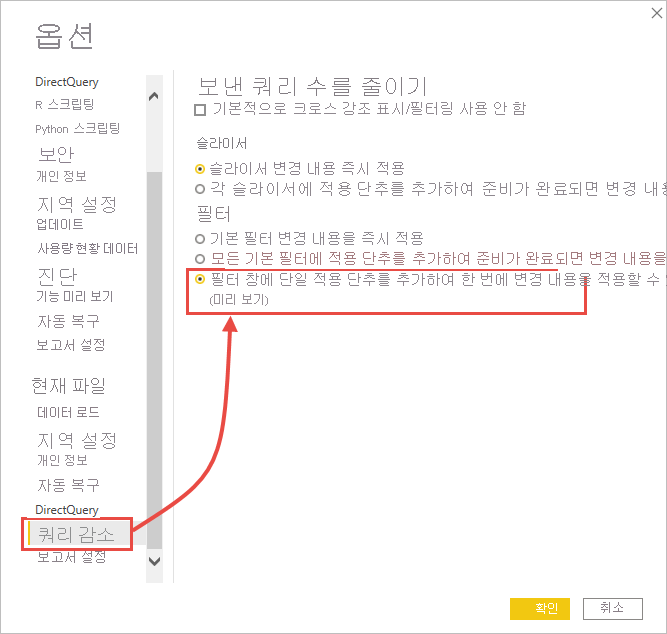 옵션
DirectQuery
R 스크립팅
Python 스크립팅
보안
개인 정보
지역 설정
업데이트
사용량 현황 데이터
진단
기능 미리 보기
자동 복구
보고서 설정
현재 파일
데이터 로드
지역 설정
개인 정보
자동 복구
DirectQuery
쿼리 감소
보고서 설정
보낸 쿼리 수를 줄이기
기본적으로 크로스 강조 표시/필터링 사용 안 함
슬라이서
슬라이서 변경 내용 즉시 적용
각 슬라이서에 적용 단추를 추가하여 준비가 완료되면 변경 내용
필터
기본 필터 변경 내용을 즉시 적용
모든 기본 필터에 적용 단추를 추가하여 준비가 완료되면 변경 내용을
필터 창에 단일 적용 단추를 추가하여 한 번에 변경 내용을 적용할 수
(미리 보기)
확인
취소